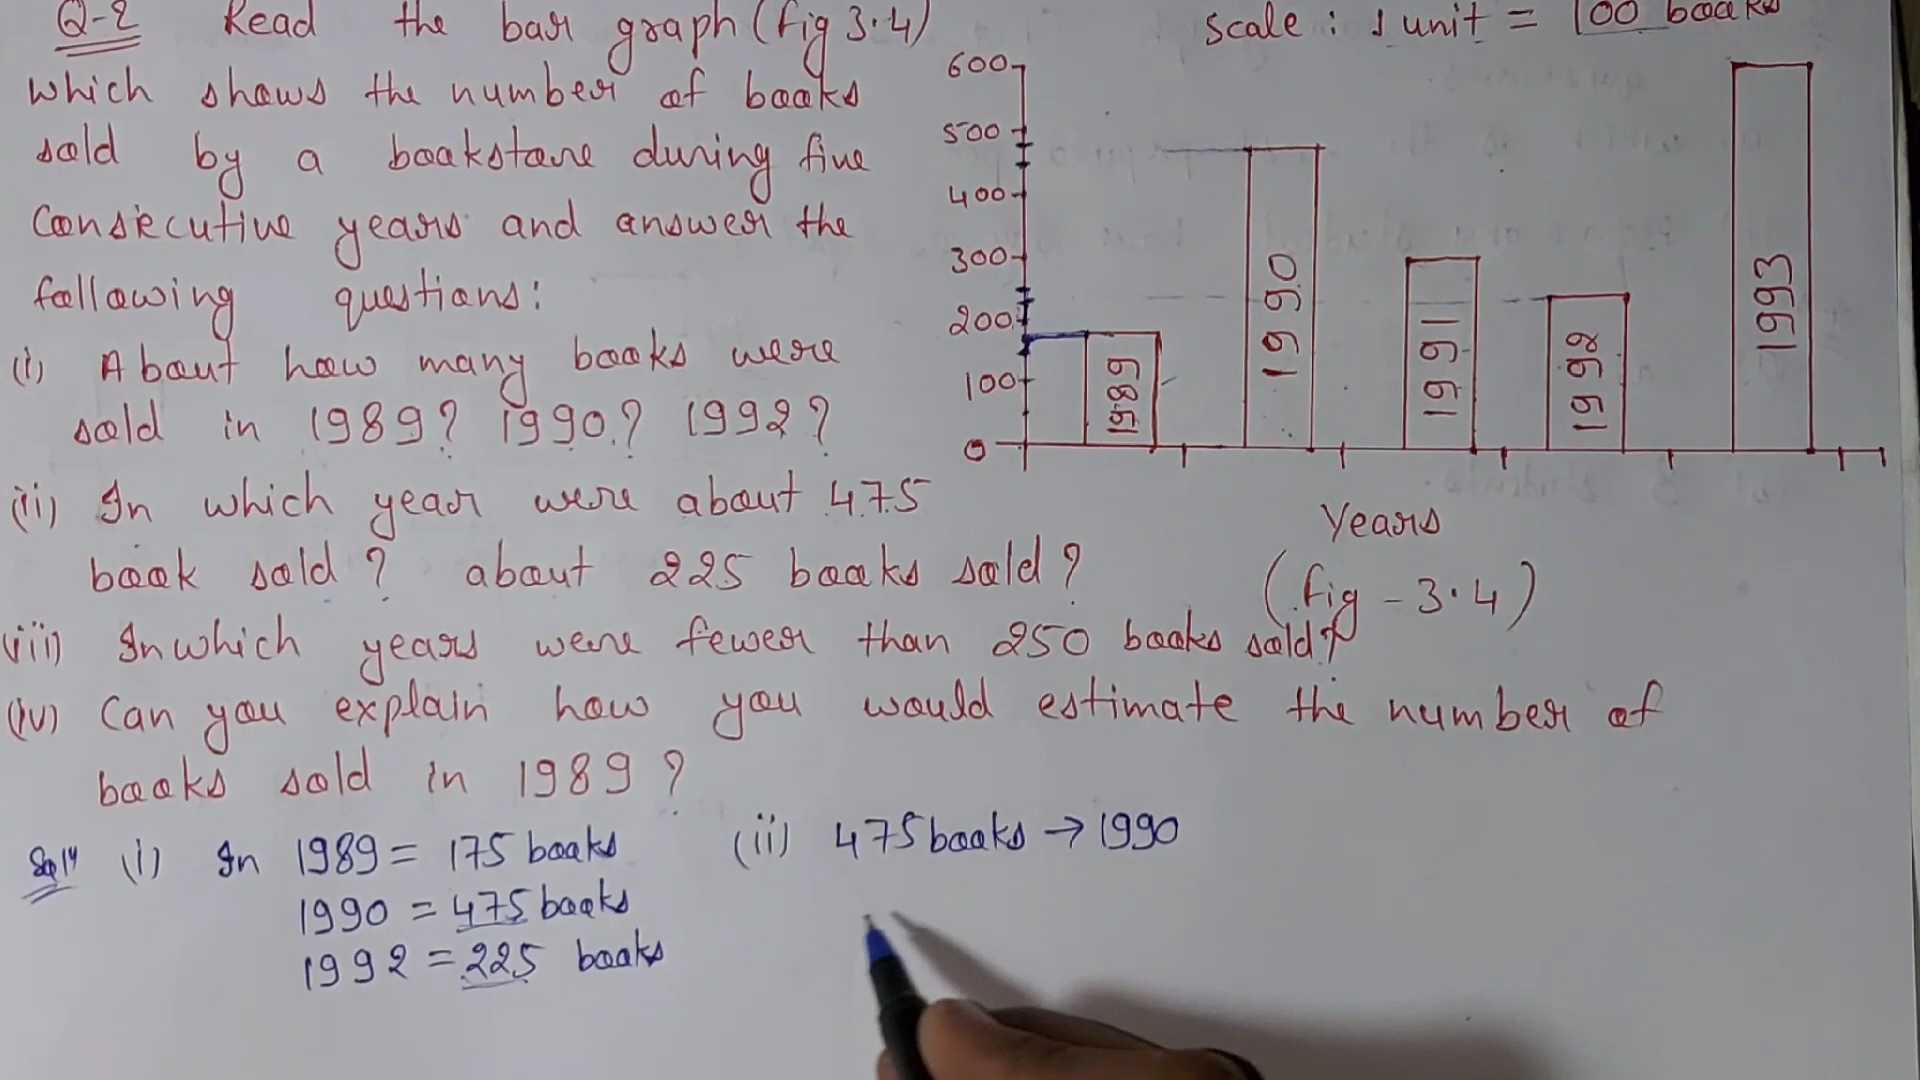 Q-2 Read the bar graph (fig 3.4)
which shows the number of books
sold by a bookstore during five
Consecutive years and answer the
following questions:
(i) About how many books were
sold in 1989? 1990? 1992?
(ii) In which year were about 475
book sold? about 225 books sold?
(iii) In which years were fewer than 250 books sold?
(iv) Can you explain how you would estimate the number of
books sold in 1989?
Scale : 1 unit = 100 books
600
500
400
300
200
100
0
1989
1990
1991
1992
1993
Years
(fig - 3.4)
Solⁿ (i) In 1989 = 175 books
1990 = 475 books
1992 = 225 books
(ii) 475 books → 1990